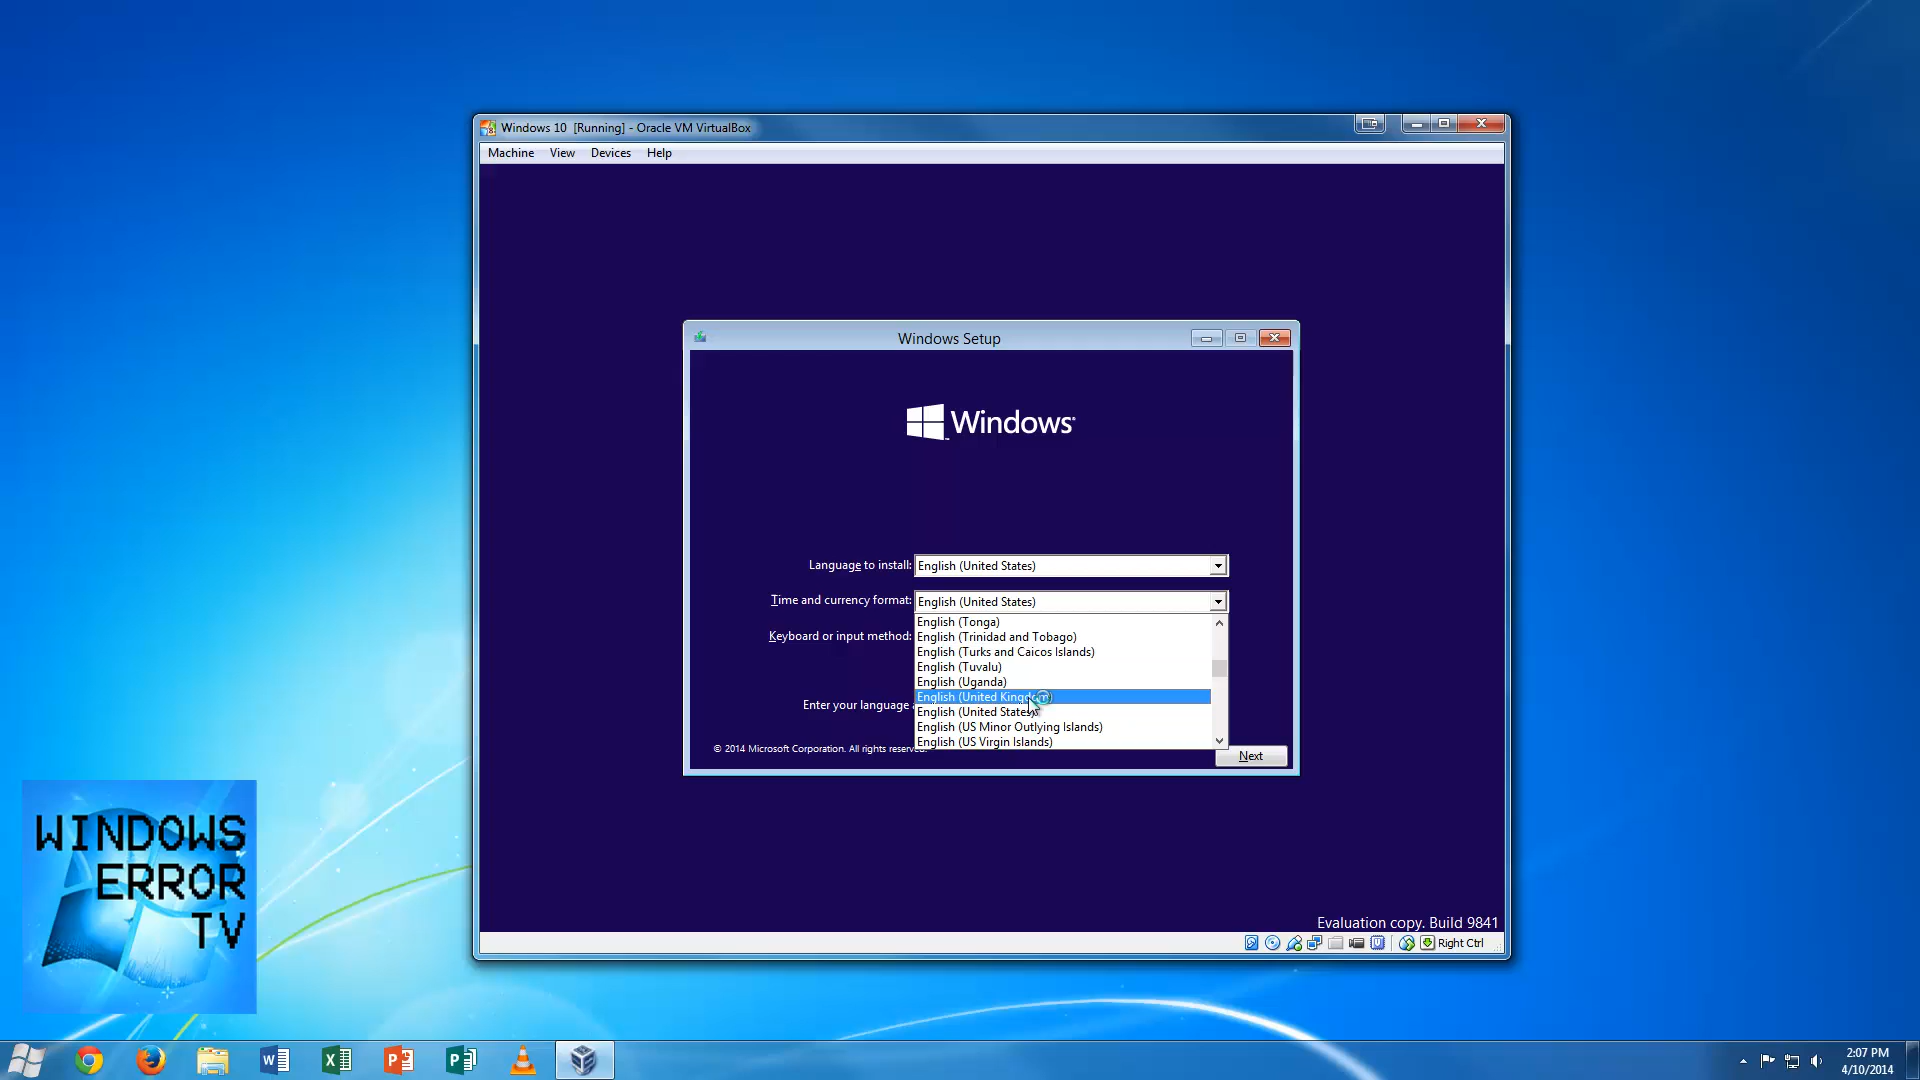 Windows 10 [Running] - Oracle VM VirtualBox
Machine View Devices Help
Windows Setup
Windows
Language to install: English (United States)
Time and currency format: English (United States)
English (Tonga)
English (Trinidad and Tobago)
English (Turks and Caicos Islands)
English (Tuvalu)
Keyboard or input method:
English (Uganda)
English (United Kingdom)
Enter your language
English (United States)
English (US Minor Outlying Islands)
English (US Virgin Islands)
© 2014 Microsoft Corporation. All rights reserved.
Next
WINDOWS
ERROR
TV
Evaluation copy. Build 9841
Right Ctrl
2:07 PM
4/10/2014